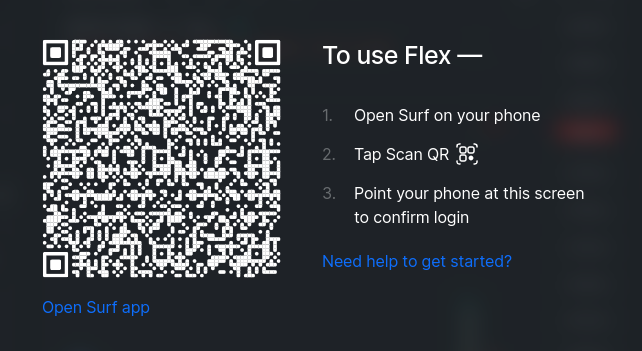 To use Flex —
1. Open Surf on your phone
2. Tap Scan QR
3. Point your phone at this screen
to confirm login
Need help to get started?
Open Surf app